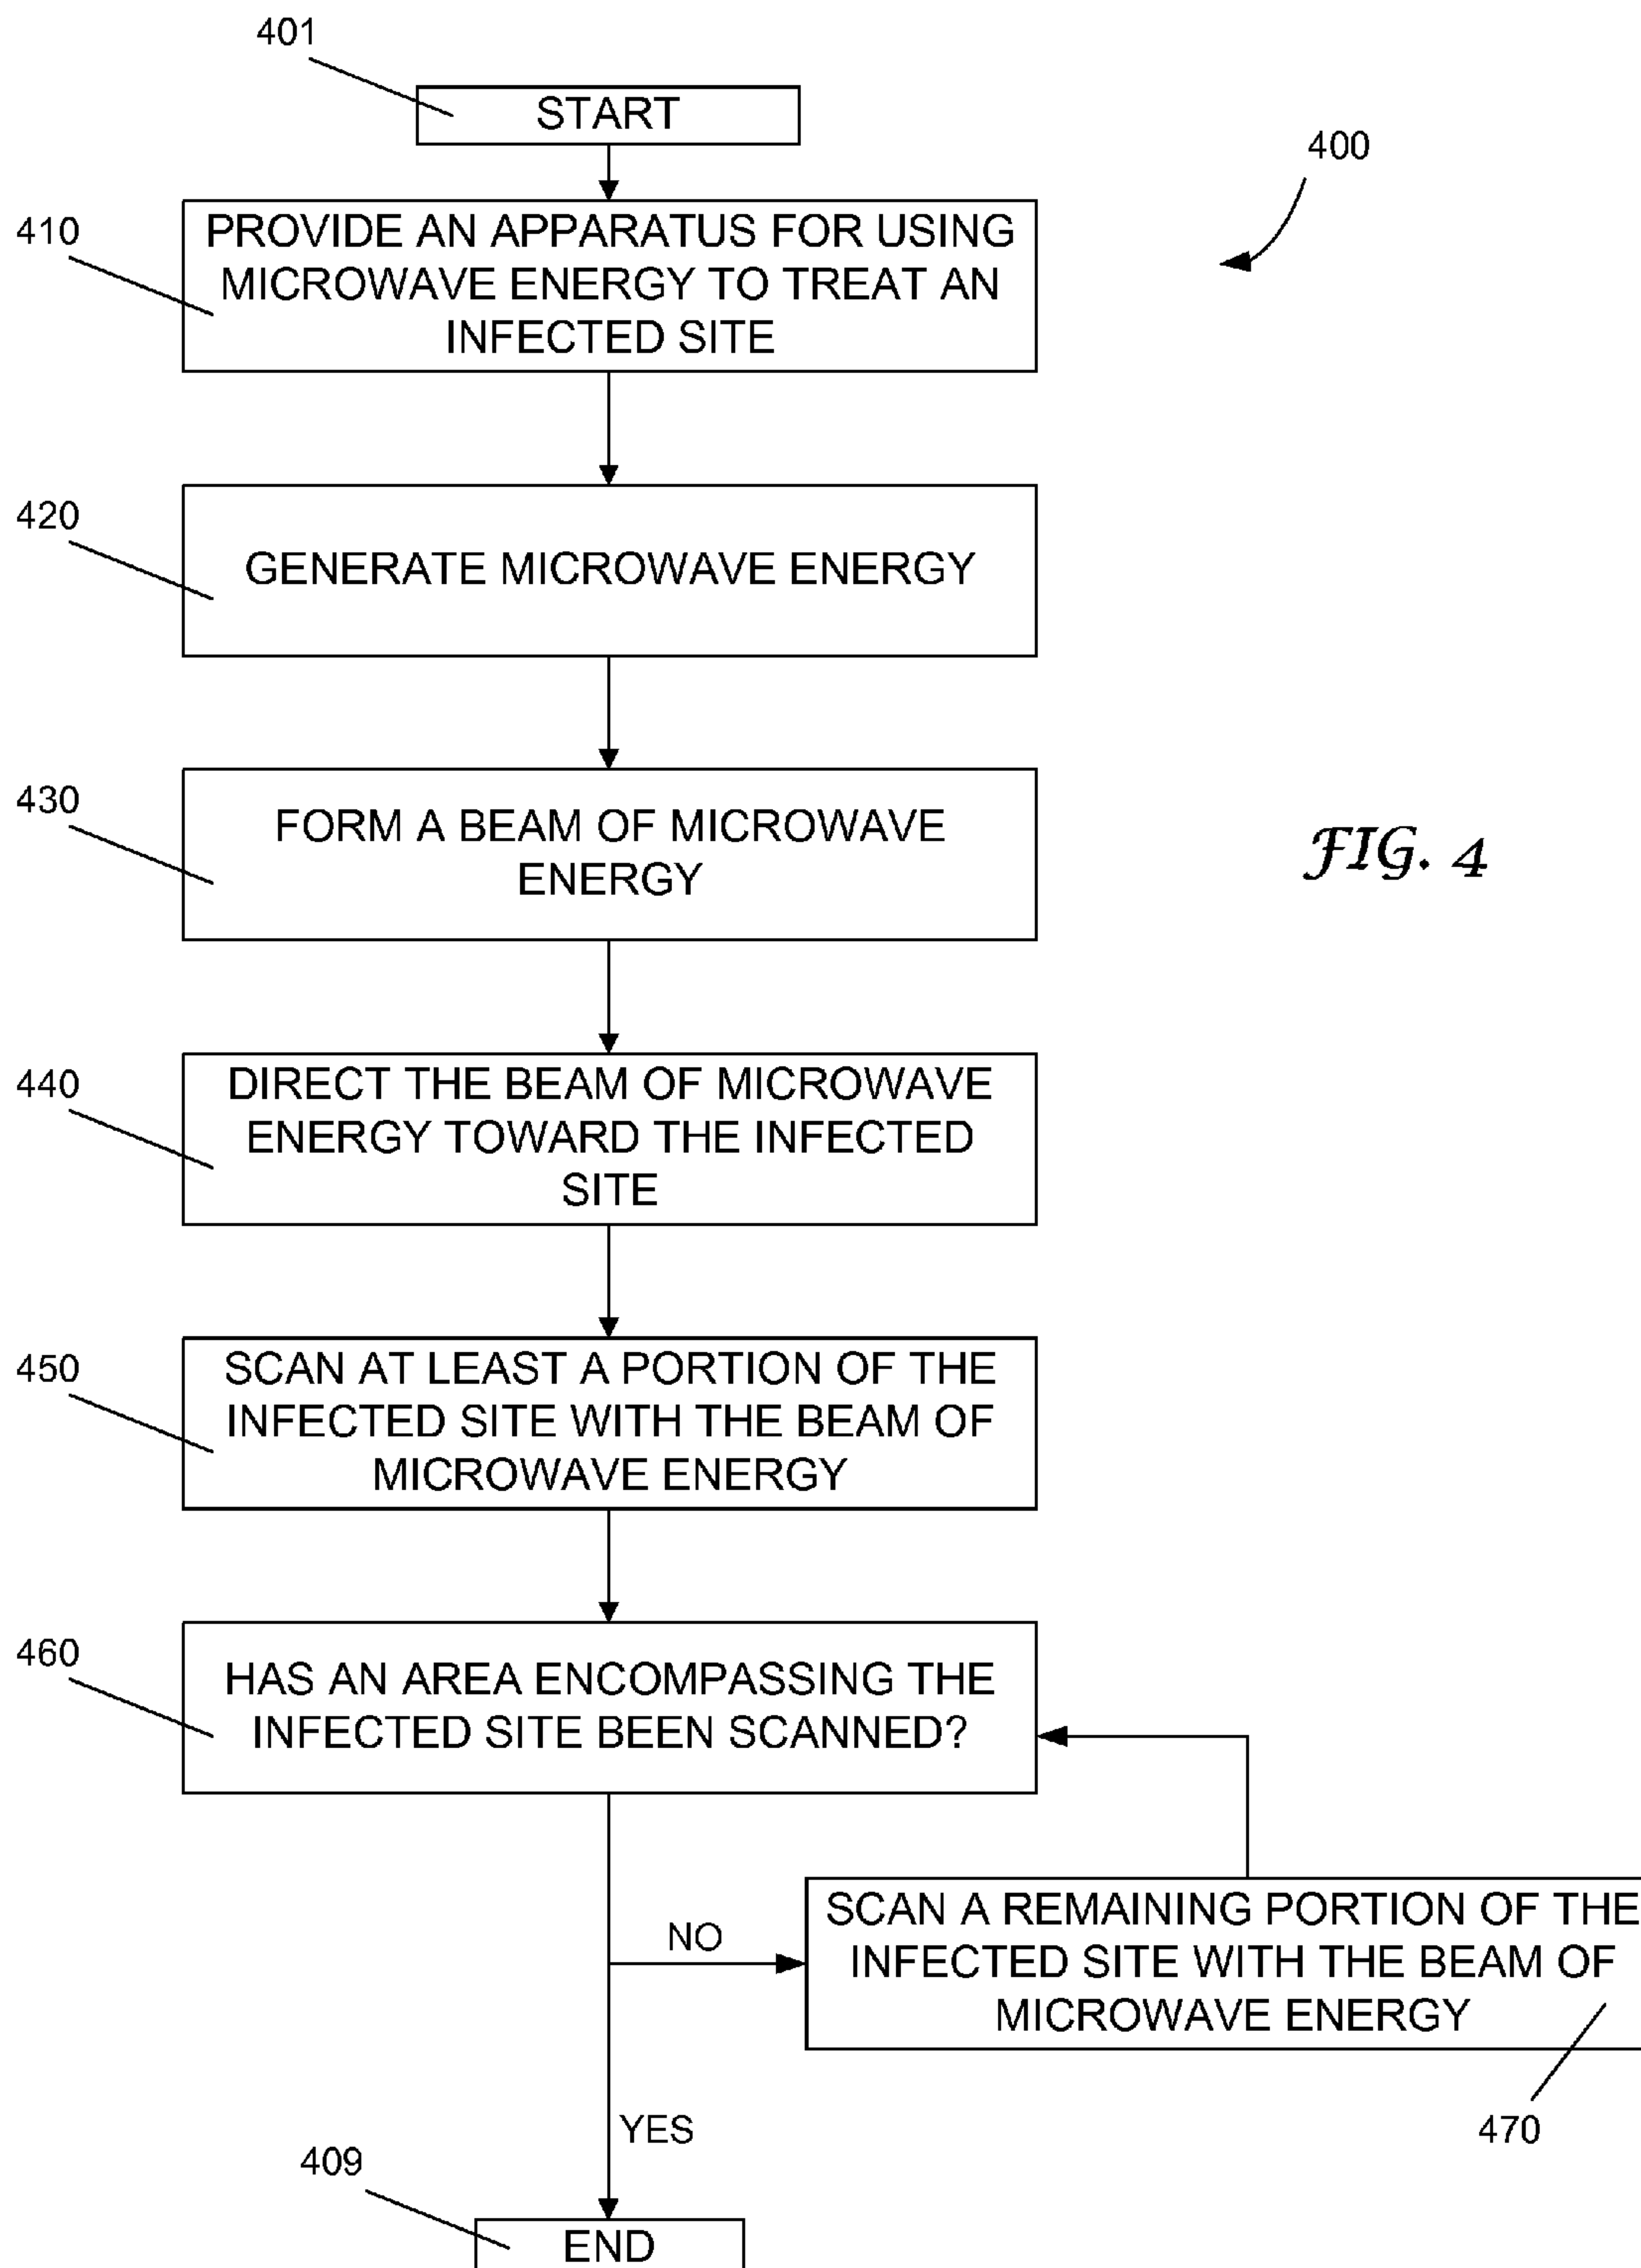 401
START
400
410
PROVIDE AN APPARATUS FOR USING
MICROWAVE ENERGY TO TREAT AN
INFECTED SITE
420
GENERATE MICROWAVE ENERGY
430
FORM A BEAM OF MICROWAVE
ENERGY
FIG. 4
440
DIRECT THE BEAM OF MICROWAVE
ENERGY TOWARD THE INFECTED
SITE
450
SCAN AT LEAST A PORTION OF THE
INFECTED SITE WITH THE BEAM OF
MICROWAVE ENERGY
460
HAS AN AREA ENCOMPASSING THE
INFECTED SITE BEEN SCANNED?
NO
SCAN A REMAINING PORTION OF THE
INFECTED SITE WITH THE BEAM OF
MICROWAVE ENERGY
470
YES
409
END